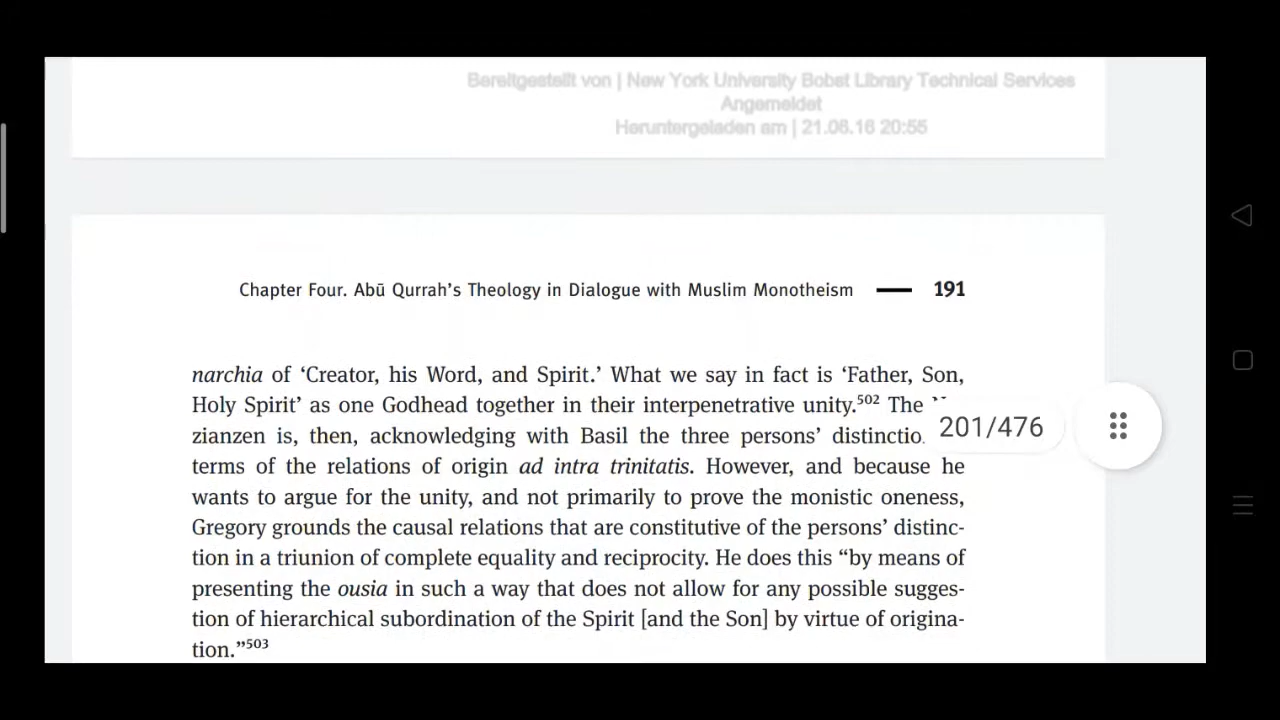 Bereitgestellt von | New York University Bobst Library Technical Services
Angemeldet
Heruntergeladen am | 21.06.16 20:55
Chapter Four. Abū Qurrah’s Theology in Dialogue with Muslim Monotheism — 191
narchia of ‘Creator, his Word, and Spirit.’ What we say in fact is ‘Father, Son,
Holy Spirit’ as one Godhead together in their interpenetrative unity.⁵⁰² The
201/476
zianzen is, then, acknowledging with Basil the three persons’
terms of the relations of origin ad intra trinitatis. However, and because he
wants to argue for the unity, and not primarily to prove the monistic oneness,
Gregory grounds the causal relations that are constitutive of the persons’ distinc-
tion in a triunion of complete equality and reciprocity. He does this “by means of
presenting the ousia in such a way that does not allow for any possible sugges-
tion of hierarchical subordination of the Spirit [and the Son] by virtue of origina-
tion.”⁵⁰³